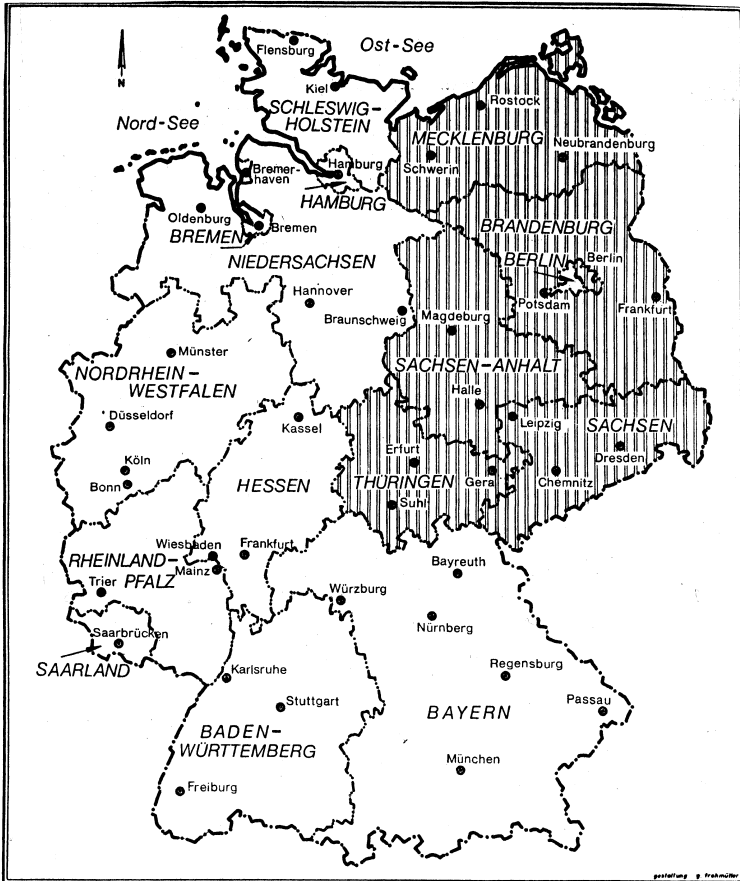 Flensburg
Ost-See
N
Kiel
SCHLESWIG-
HOLSTEIN
Rostock
Nord-See
MECKLENBURG
Neubrandenburg
Schwerin
Hamburg
Bremer-
haven
HAMBURG
Oldenburg
BREMEN
Bremen
BRANDENBURG
NIEDERSACHSEN
BERLIN
Berlin
Hannover
Potsdam
Frankfurt
Braunschweig
Magdeburg
Münster
NORDRHEIN-
WESTFALEN
SACHSEN-ANHALT
Halle
Düsseldorf
Kassel
Leipzig
SACHSEN
Dresden
Erfurt
Köln
Bonn
HESSEN
THÜRINGEN
Gera
Chemnitz
Suhl
Wiesbaden
Frankfurt
RHEINLAND-
PFALZ
Mainz
Bayreuth
Trier
Würzburg
Nürnberg
Saarbrücken
SAARLAND
Karlsruhe
Regensburg
Stuttgart
Passau
BAYERN
BADEN-
WÜRTTEMBERG
München
Freiburg
gestaltung g. frohmüller